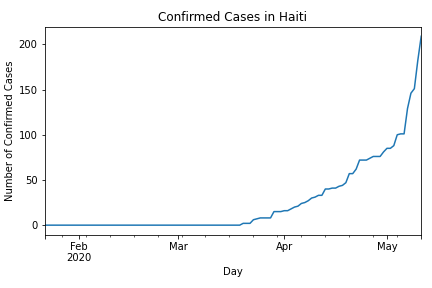 Confirmed Cases in Haiti
Number of Confirmed Cases
200
150
100
50
0
Feb
2020
Mar
Apr
May
Day